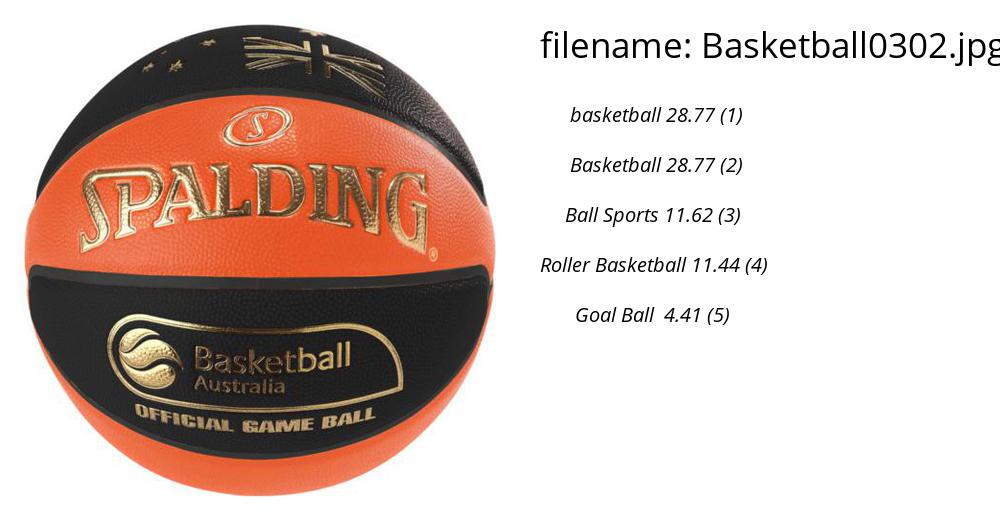 filename: Basketball0302.jpg
S
SPALDING
®
Basketball
Australia
OFFICIAL GAME BALL
basketball 28.77 (1)
Basketball 28.77 (2)
Ball Sports 11.62 (3)
Roller Basketball 11.44 (4)
Goal Ball 4.41 (5)